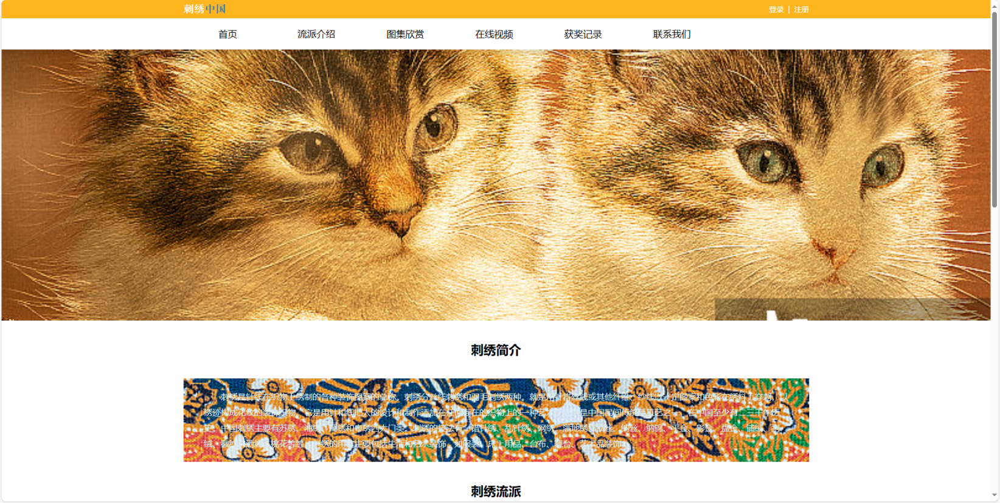 刺绣中国
登录 | 注册
首页 流派介绍 图集欣赏 在线视频 获奖记录 联系我们
刺绣简介
刺绣是针线在织物上绣制的各种装饰图案的总称。刺绣分丝线刺绣和羽毛刺绣两种。就是用针将丝线或其他纤维、纱线以一定图案和色彩在绣料上穿刺,以
绣迹构成花纹的装饰织物。它是用针和线把人的设计和制作添加在任何存在的织物上的一种艺术。刺绣是中国民间传统手工艺之一,在中国至少有二三千年历
史。中国刺绣主要有苏绣、湘绣、蜀绣和粤绣四大门类。刺绣的技法有:错针绣、乱针绣、网绣、满地绣、锁丝、纳丝、纳锦、平金、影金、盘金、铺绒、刮
绒、戳纱、洒线、挑花等等,刺绣的用途主要包括生活和艺术装饰,如服装、床上用品、台布、舞台、艺术品装饰。
刺绣流派